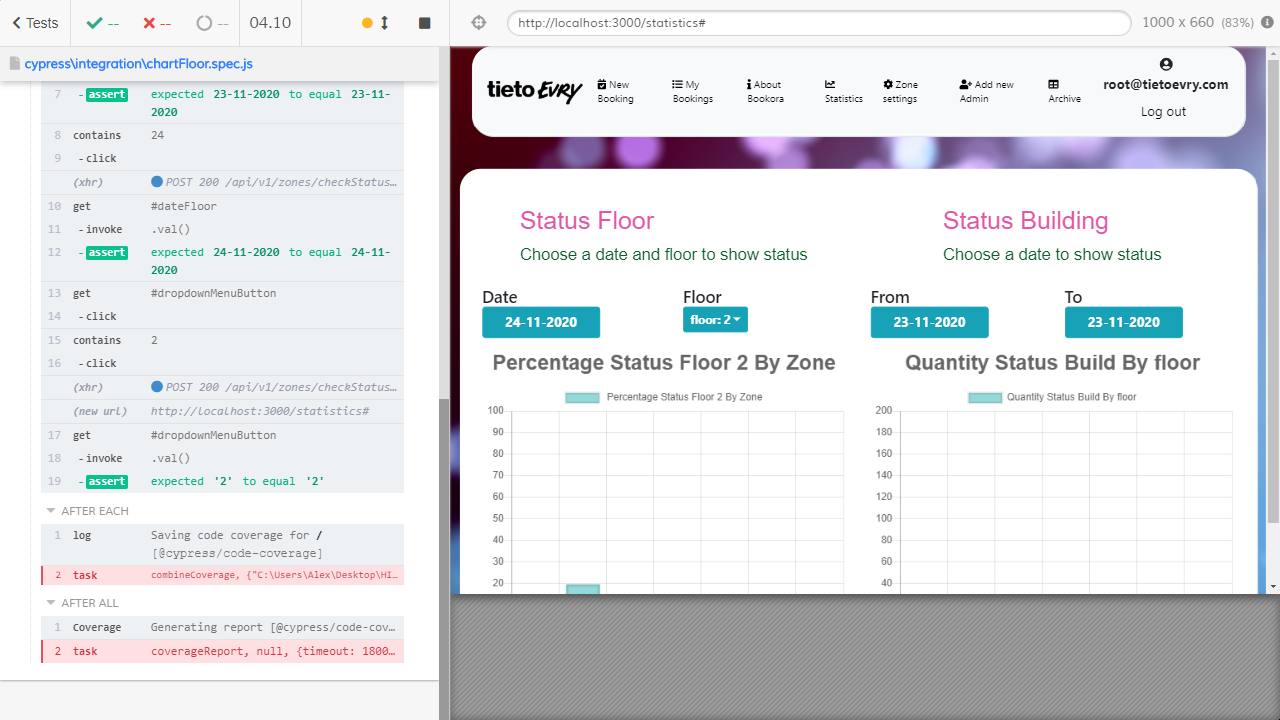 Tests
--
--
--
04.10
http://localhost:3000/statistics#
1000 x 660 (83%)
cypress\integration\chartFloor.spec.js
7 - assert expected 23-11-2020 to equal 23-11-
2020
8 contains 24
9 - click
(xhr) POST 200 /api/v1/zones/checkStatus…
10 get #dateFloor
11 - invoke .val()
12 - assert expected 24-11-2020 to equal 24-11-
2020
13 get #dropdownMenuButton
14 - click
15 contains 2
16 - click
(xhr) POST 200 /api/v1/zones/checkStatus…
(new url) http://localhost:3000/statistics#
17 get #dropdownMenuButton
18 - invoke .val()
19 - assert expected '2' to equal '2'
AFTER EACH
1 log Saving code coverage for /
[@cypress/code-coverage]
2 task combineCoverage, {"C:\Users\Alex\Desktop\HI…
AFTER ALL
1 Coverage Generating report [@cypress/code-cov…
2 task coverageReport, null, {timeout: 1800…
tieto EVRY
New
Booking
My
Bookings
About
Bookora
Statistics
Zone
settings
Add new
Admin
Archive
root@tietoevry.com
Log out
Status Floor
Choose a date and floor to show status
Date
24-11-2020
Floor
floor: 2
Percentage Status Floor 2 By Zone
Percentage Status Floor 2 By Zone
100
90
80
70
60
50
40
30
20
Status Building
Choose a date to show status
From
23-11-2020
To
23-11-2020
Quantity Status Build By floor
Quantity Status Build By floor
200
180
160
140
120
100
80
60
40